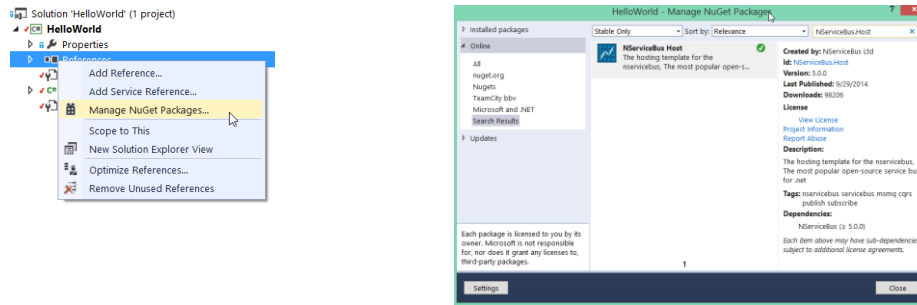 Solution 'HelloWorld' (1 project)
HelloWorld
Properties
References
Add Reference...
Add Service Reference...
Manage NuGet Packages...
Scope to This
New Solution Explorer View
Optimize References...
Remove Unused References
HelloWorld - Manage NuGet Packages
Installed packages
Online
All
nuget.org
Nugets
TeamCity bbv
Microsoft and .NET
Search Results
Updates
Each package is licensed to you by its
owner. Microsoft is not responsible
for, nor does it grant any licenses to,
third-party packages.
Settings
Stable Only
Sort by: Relevance
NServiceBus Host
The hosting template for the
nservicebus, The most popular open-s...
1
NServiceBus.Host
Created by: NServiceBus Ltd
Id: NServiceBus.Host
Version: 5.0.0
Last Published: 9/29/2014
Downloads: 98206
License
View License
Project Information
Report Abuse
Description:
The hosting template for the nservicebus,
The most popular open-source service bu
for .net
Tags: nservicebus servicebus msmq cqrs
publish subscribe
Dependencies:
NServiceBus (≥ 5.0.0)
Each item above may have sub-dependencie
subject to additional license agreements.
Close